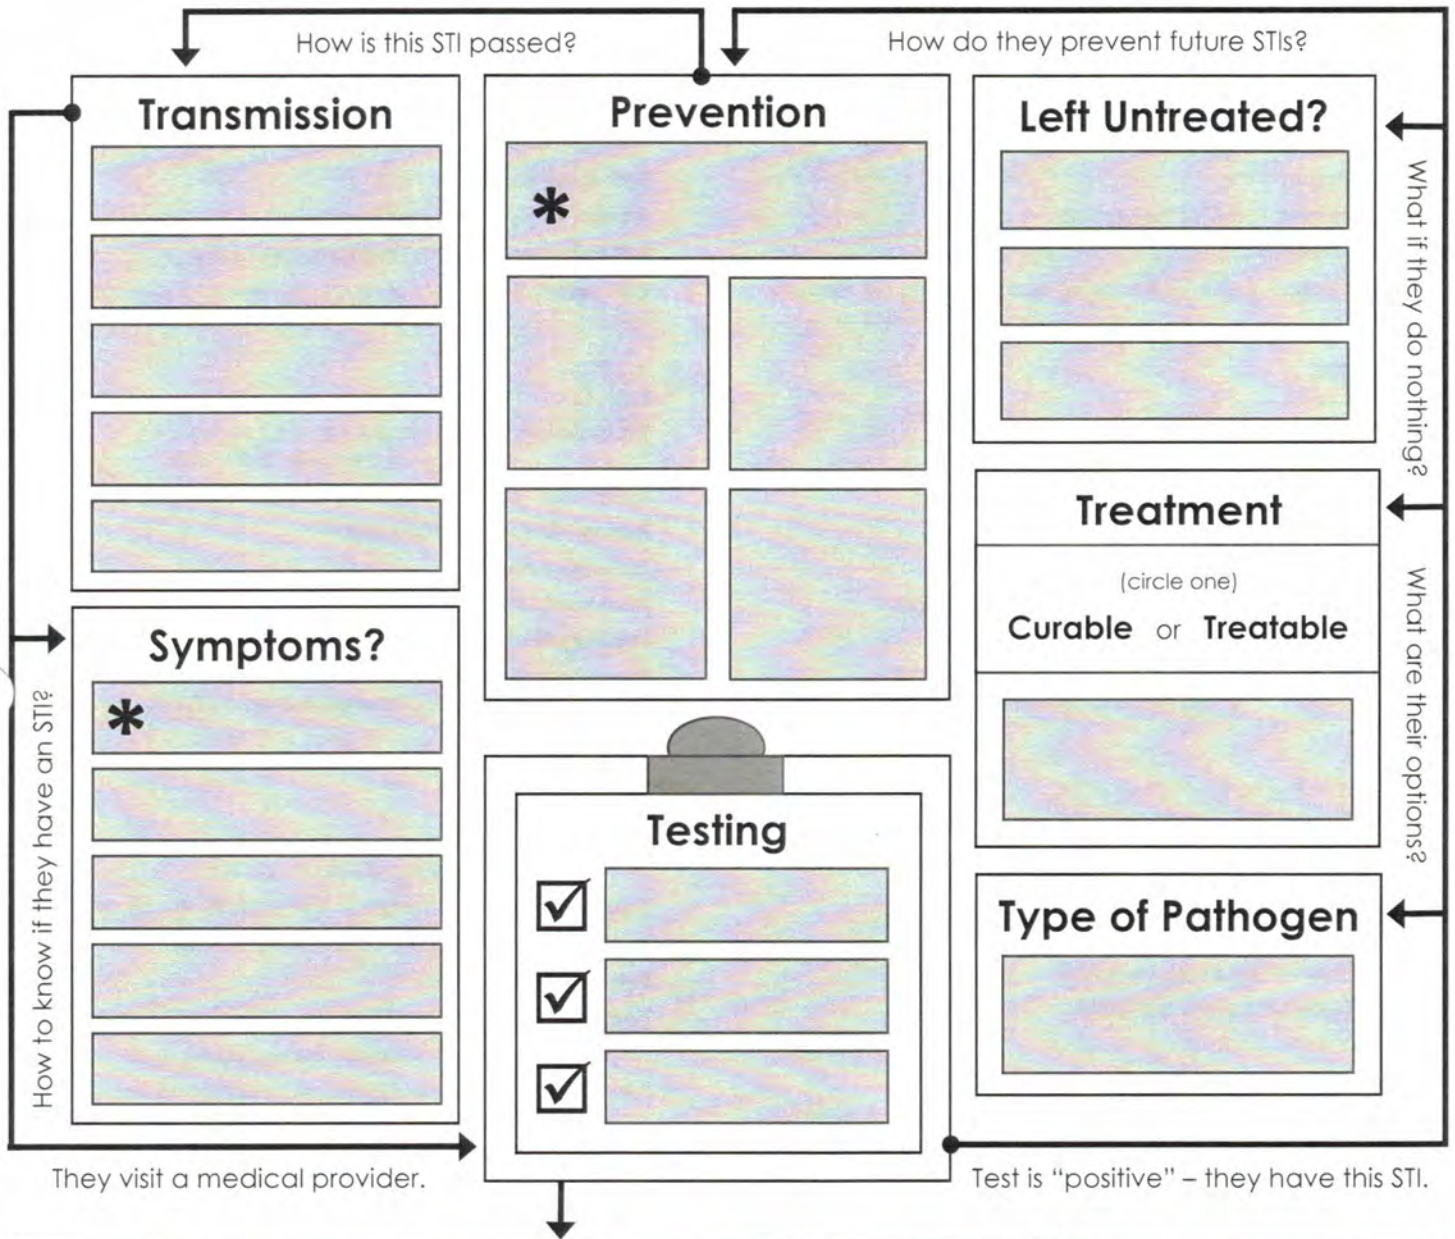 How is this STI passed?
How do they prevent future STIs?
Transmission
Prevention
*
Left Untreated?
What if they do nothing?
Treatment
(circle one)
Curable or Treatable
What are their options?
Symptoms?
*
How to know if they have an STI?
Testing
Type of Pathogen
They visit a medical provider.
Test is "positive" – they have this STI.